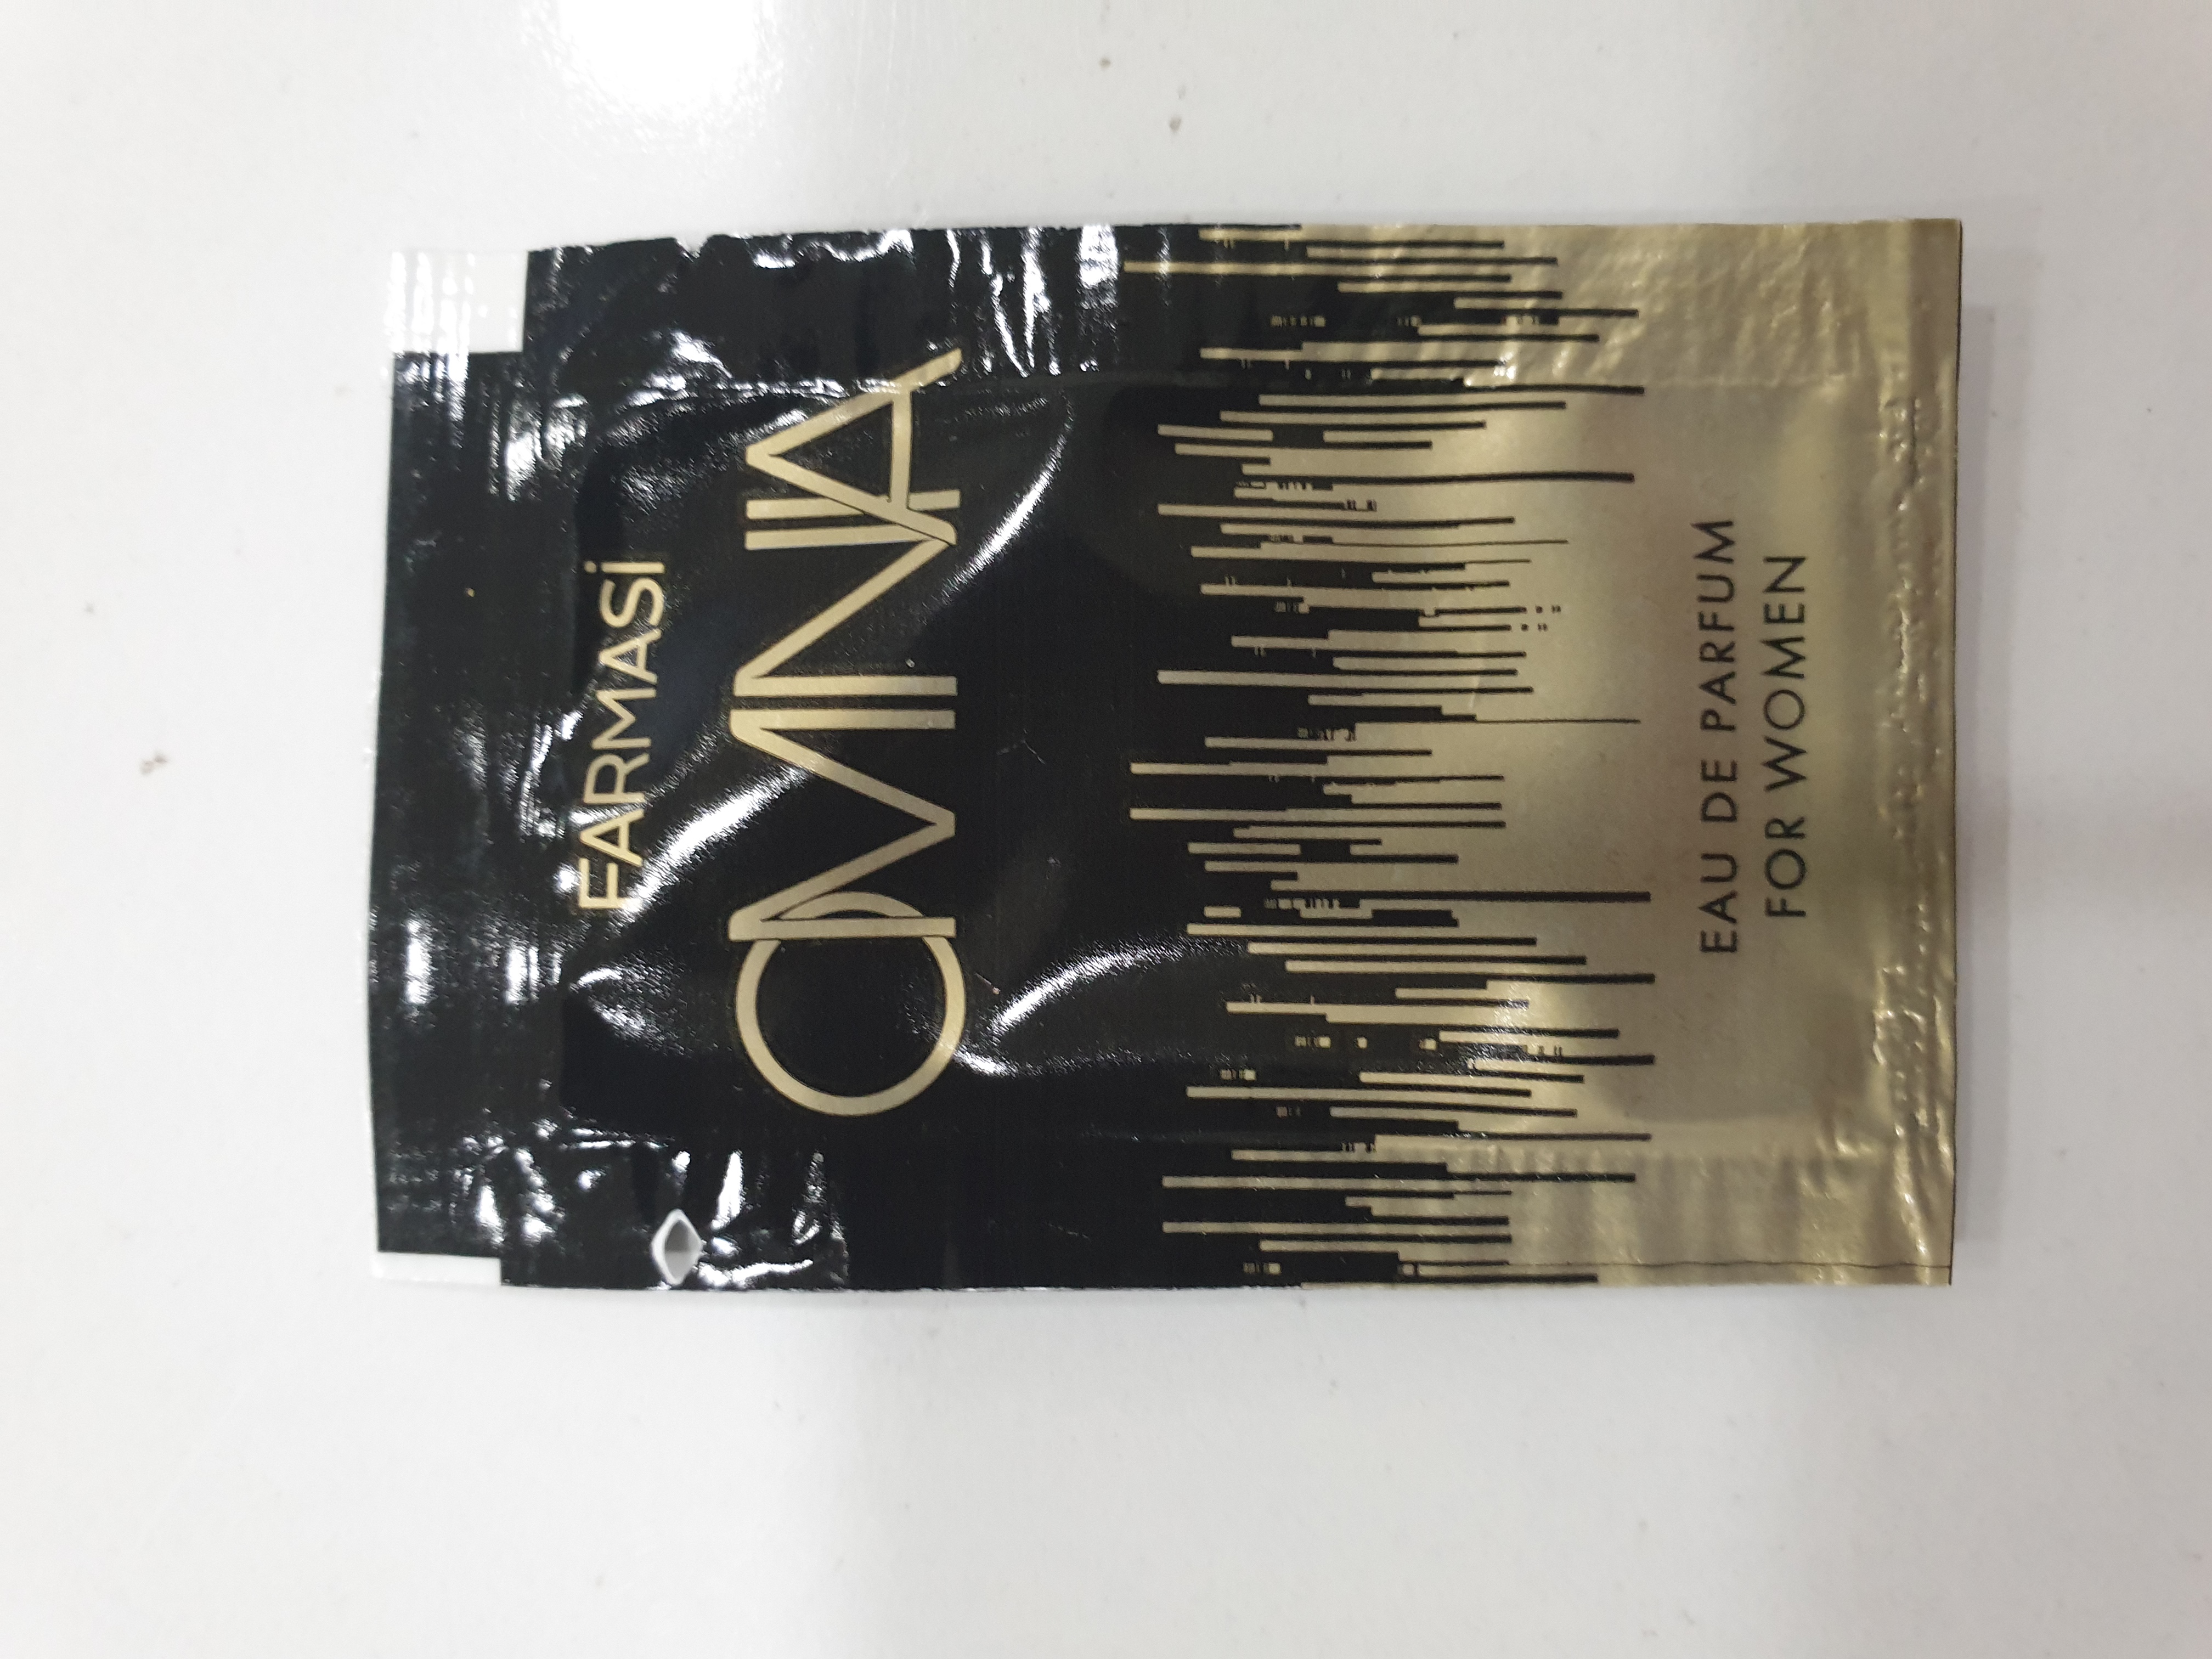 FARMASİ
OMNIA
EAU DE PARFUM
FOR WOMEN